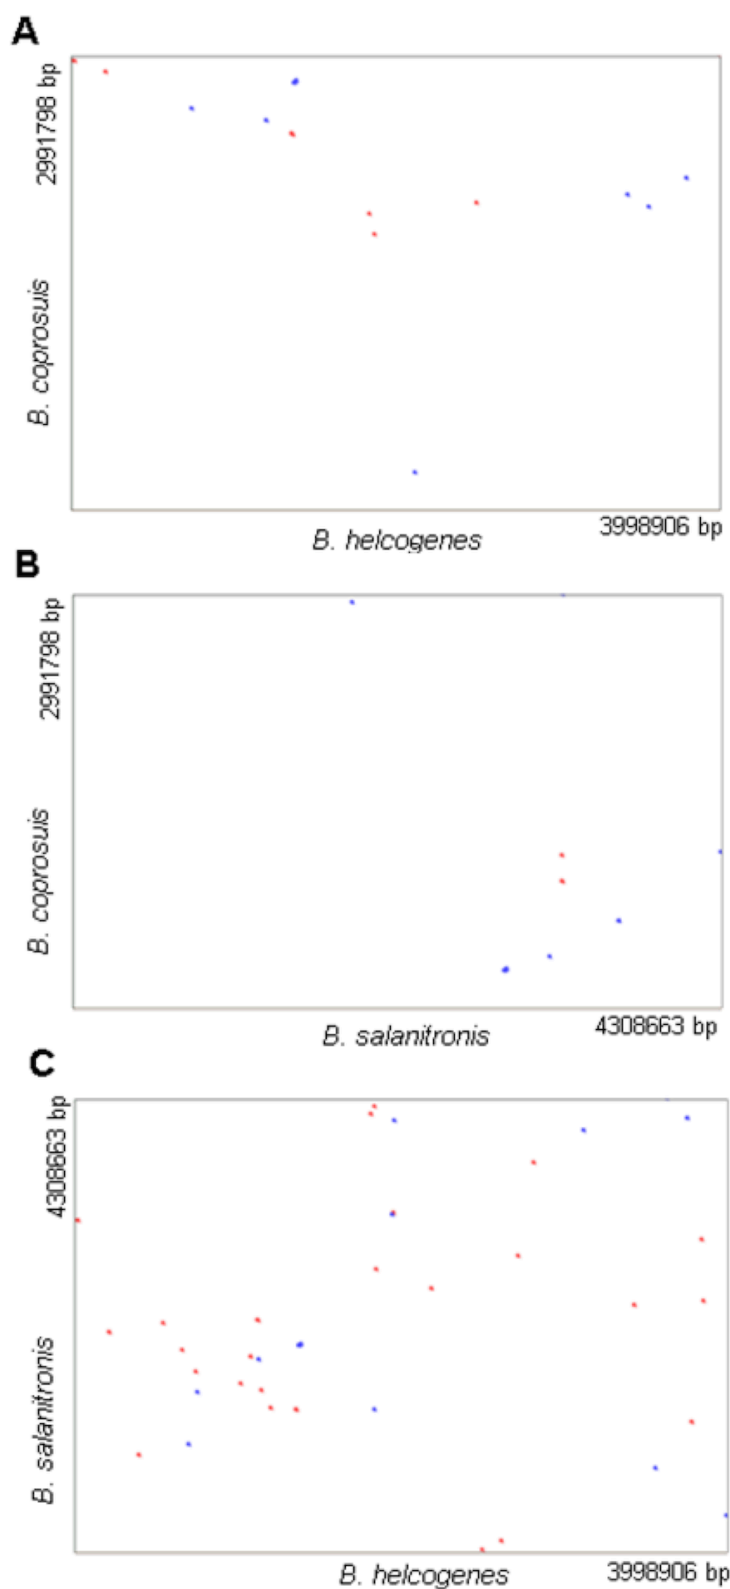 A
2991798 bp
B. coprosuis
3998906 bp
B. helcogenes
B
2991798 bp
B. coprosuis
4308663 bp
B. salanitronis
C
4308663 bp
B. salanitronis
3998906 bp
B. helcogenes